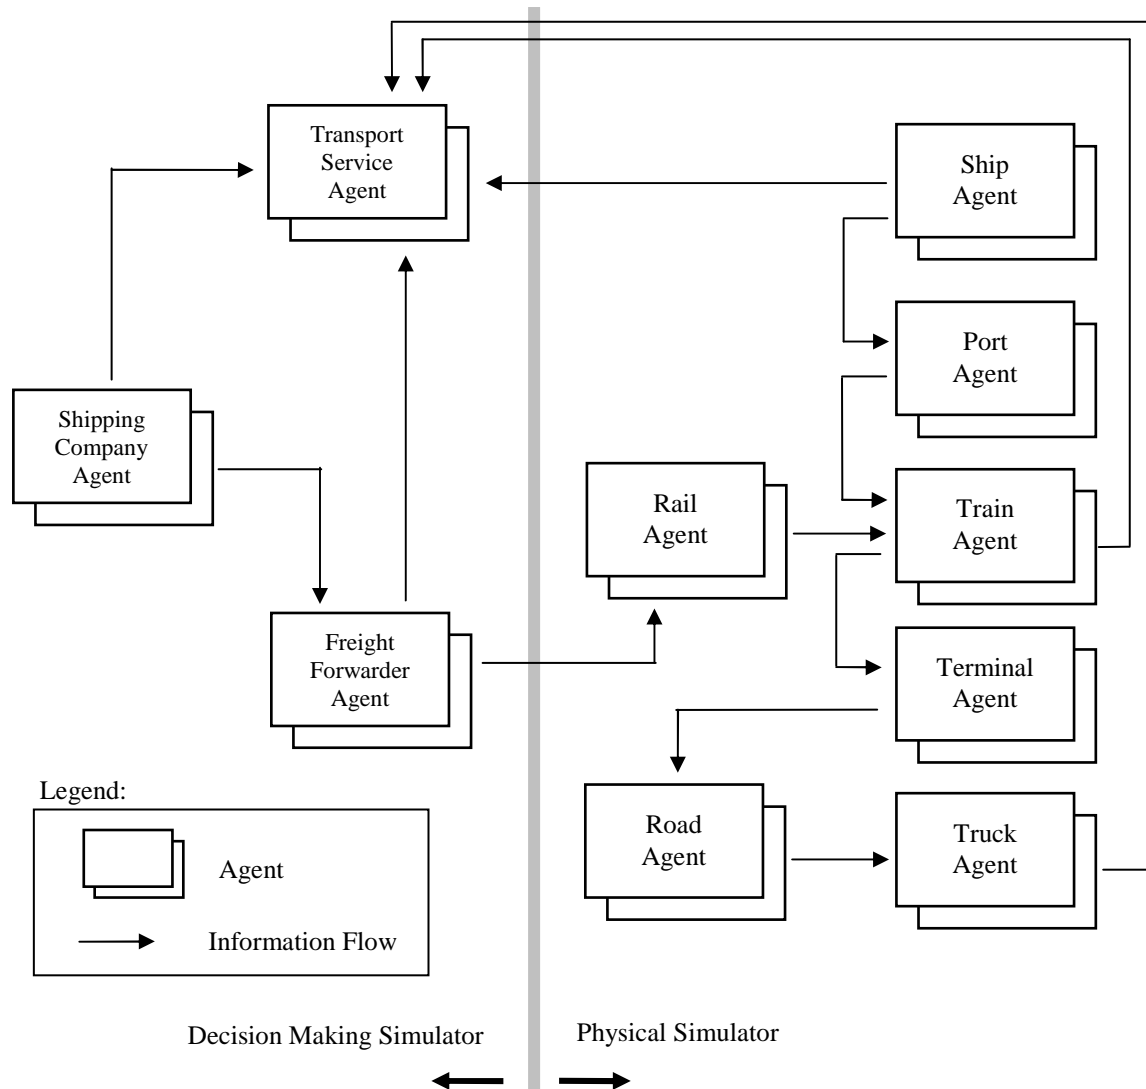 Transport
Service
Agent
Ship
Agent
Port
Agent
Shipping
Company
Agent
Rail
Agent
Train
Agent
Freight
Forwarder
Agent
Terminal
Agent
Legend:
Agent
Information Flow
Road
Agent
Truck
Agent
Decision Making Simulator
Physical Simulator